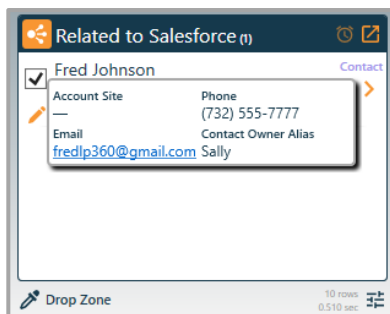 Related to Salesforce (1)
Fred Johnson
Contact
Account Site
Phone
—
(732) 555-7777
Email
Contact Owner Alias
fredlp360@gmail.com
Sally
Drop Zone
10 rows
0.510 sec